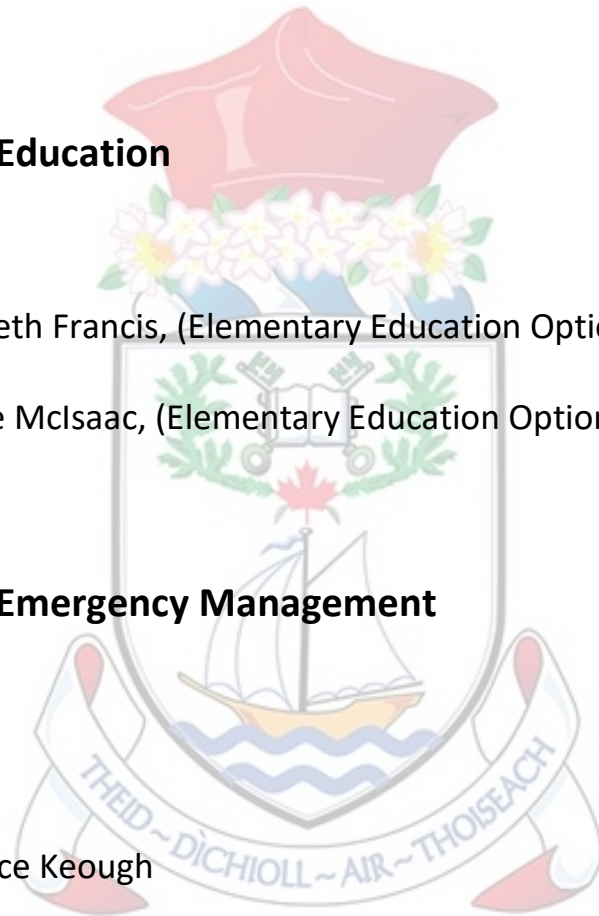 Education
eth Francis, (Elementary Education Optio
e McIsaac, (Elementary Education Option
Emergency Management
THEID ~ DÌCHIOLL ~ AIR ~ THOISEACH
ce Keough